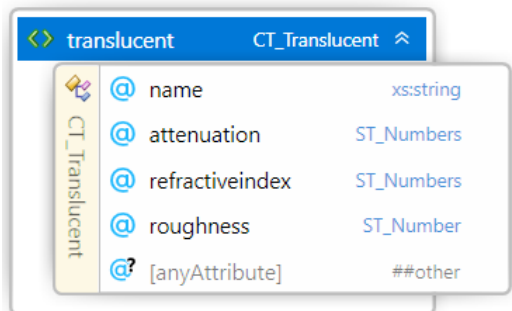 <> translucent CT_Translucent
CT_Translucent
@ name xs:string
@ attenuation ST_Numbers
@ refractiveindex ST_Numbers
@ roughness ST_Number
@? [anyAttribute] ##other